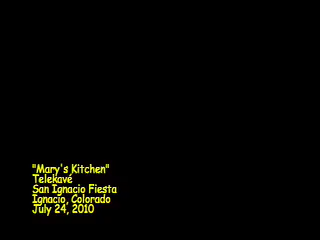 "Mary's Kitchen"
Telekavé
San Ignacio Fiesta
Ignacio, Colorado
July 24, 2010